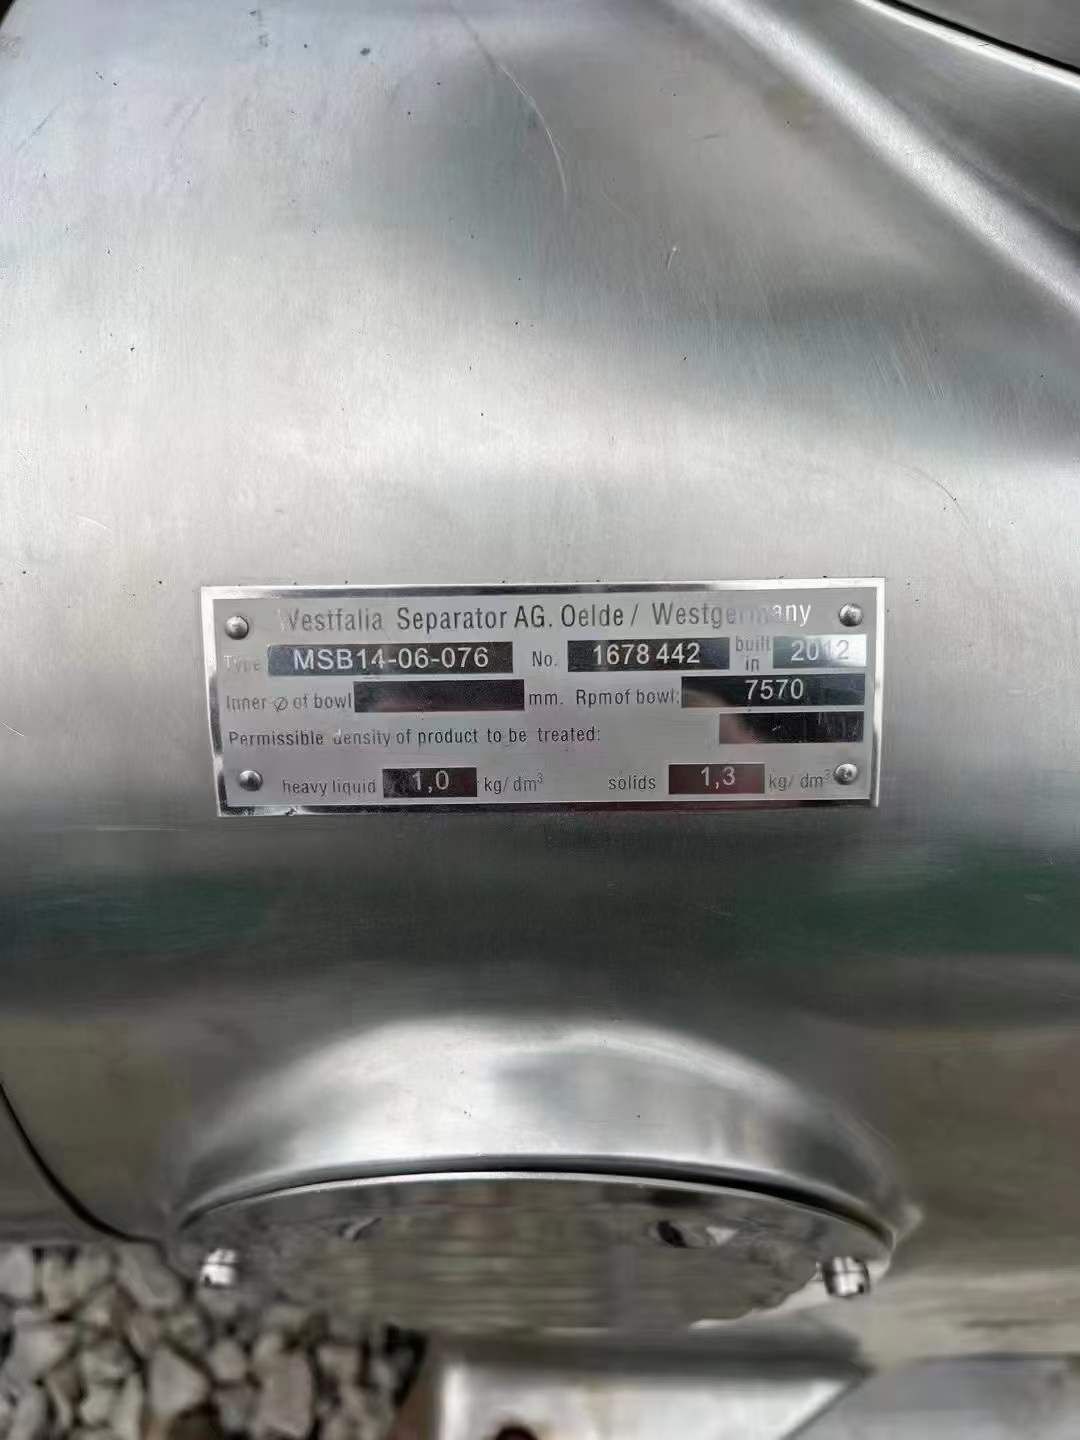 Westfalia Separator AG. Oelde / Westgermany
Type MSB14-06-076 No. 1678 442 built in 2012
Inner ⌀ of bowl mm. Rpm of bowl: 7570
Permissible density of product to be treated:
heavy liquid 1,0 kg/dm³ solids 1,3 kg/dm³